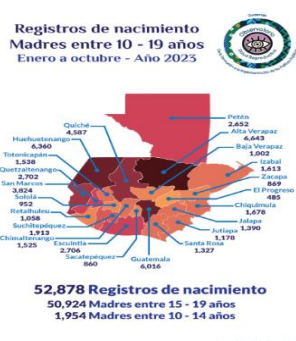 Registros de nacimiento
Madres entre 10 - 19 años
Enero a octubre - Año 2023
Observatorio
Petén
2,652
Quiché
4,587
Alta Verapaz
6,643
Huehuetenango
6,360
Baja Verapaz
1,002
Totonicapán
1,538
Izabal
1,613
Quetzaltenango
2,702
Zacapa
869
San Marcos
3,824
El Progreso
485
Sololá
952
Chiquimula
1,678
Retalhuleu
1,058
Jalapa
1,390
Suchitepéquez
1,913
Jutiapa
1,178
Chimaltenango
1,525
Escuintla
2,706
Santa Rosa
1,327
Sacatepéquez
860
Guatemala
6,016
52,878 Registros de nacimiento
50,924 Madres entre 15 - 19 años
1,954 Madres entre 10 - 14 años